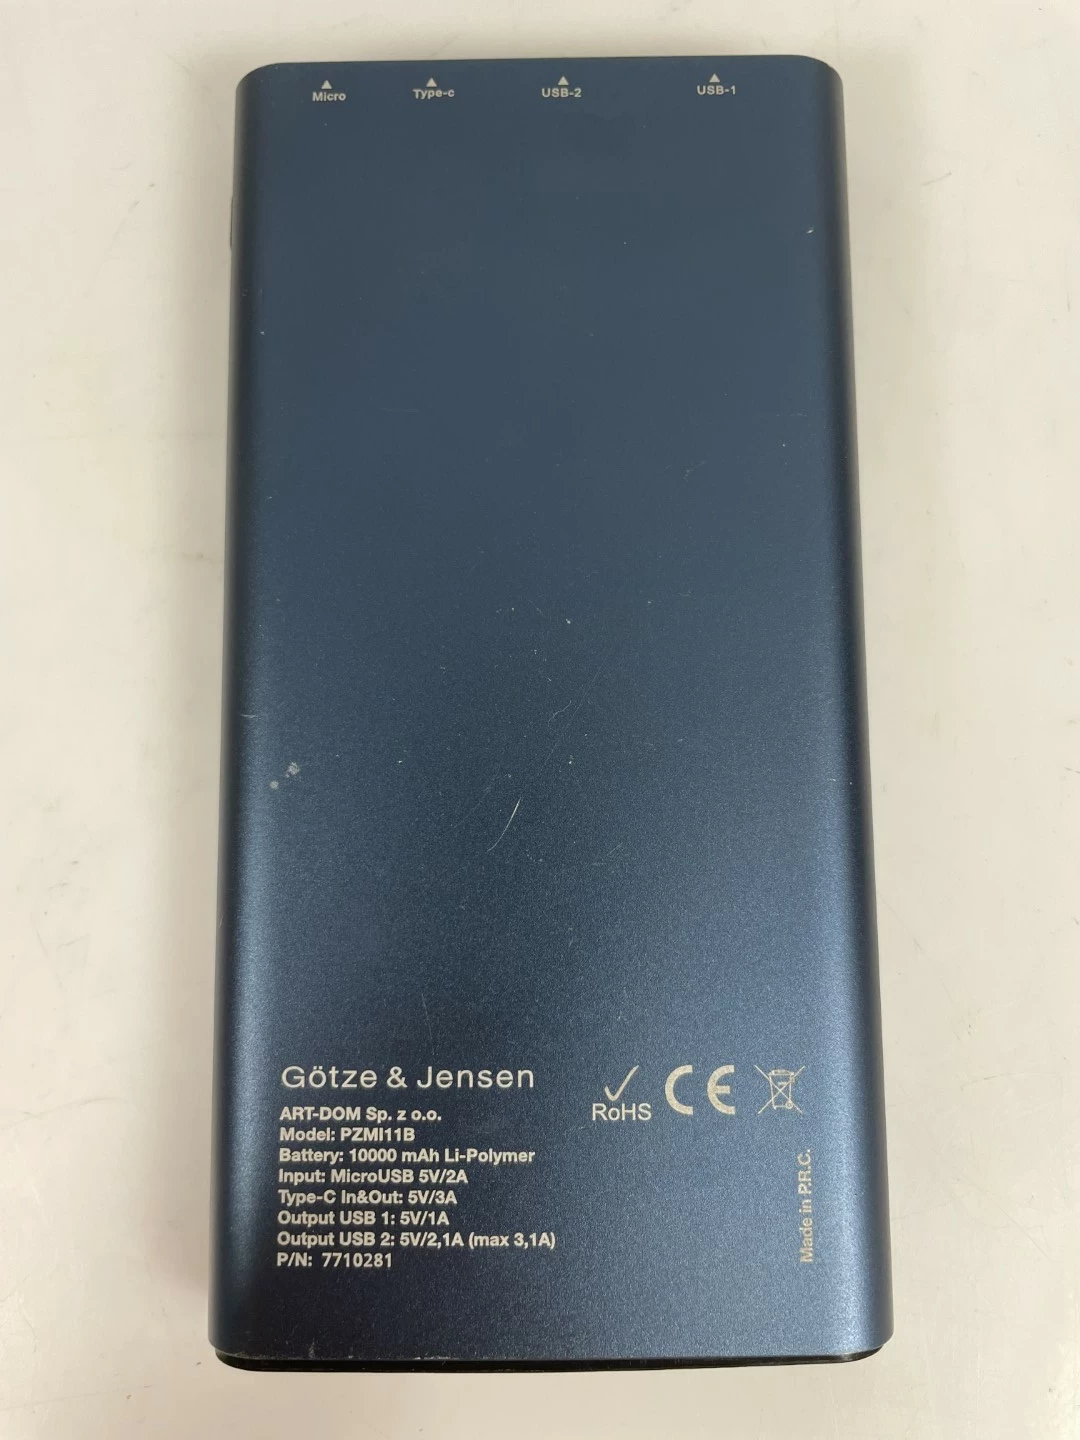 Micro Type-c USB-2 USB-1
Götze & Jensen
ART-DOM Sp. z o.o.
Model: PZMI11B
Battery: 10000 mAh Li-Polymer
Input: MicroUSB 5V/2A
Type-C In&Out: 5V/3A
Output USB 1: 5V/1A
Output USB 2: 5V/2,1A (max 3,1A)
P/N: 7710281
RoHS CE
Made in P.R.C.